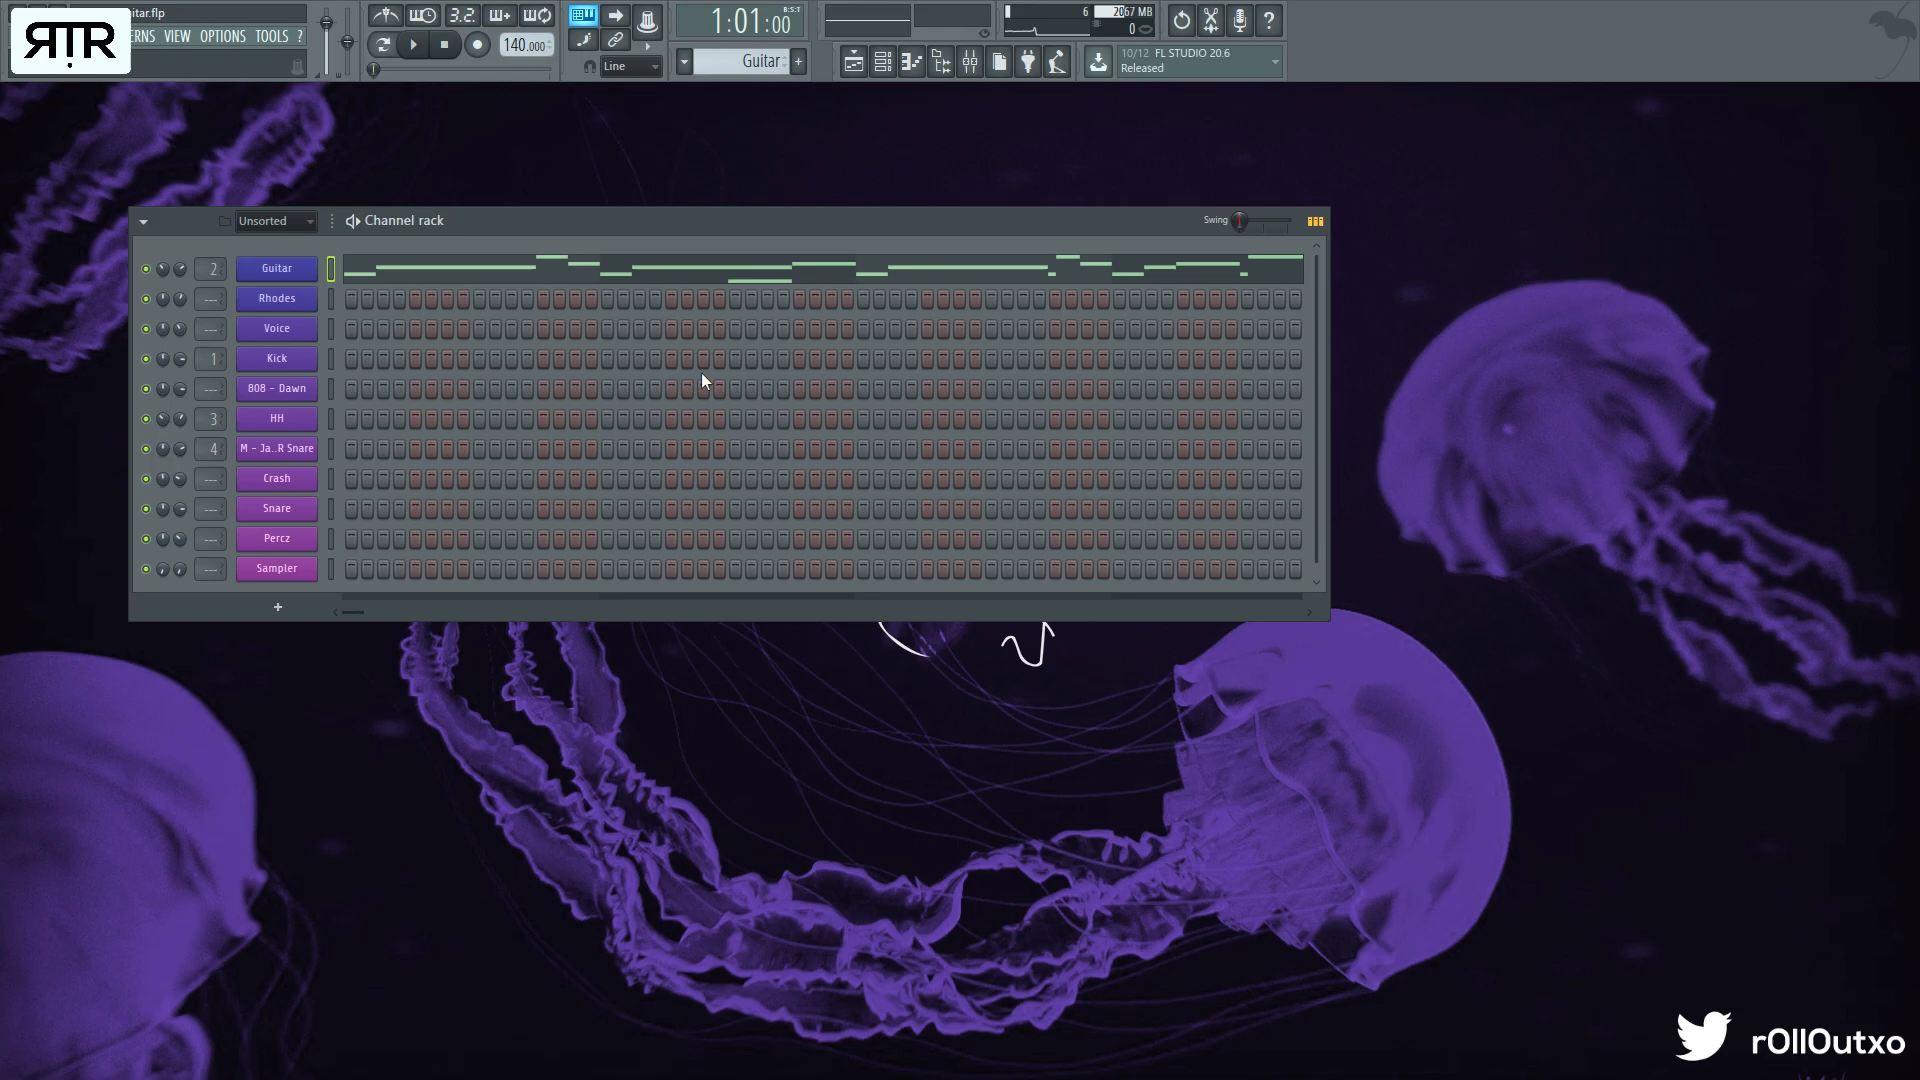 itar.flp
RTR
ERNS VIEW OPTIONS TOOLS ?
3.2.
140.000
Line
1:01:00
B:S:T
Guitar
6
2067 MB
0
10/12 FL STUDIO 20.6
Released
Unsorted
Channel rack
Swing
2 Guitar
--- Rhodes
--- Voice
1 Kick
--- 808 - Dawn
3 HH
4 M - Ja..R Snare
--- Crash
--- Snare
--- Percz
--- Sampler
+
r0ll0utxo